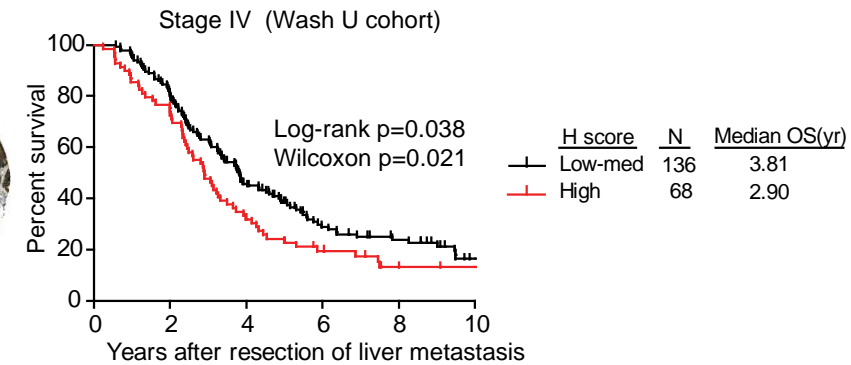 Stage IV (Wash U cohort)
Percent survival
100
80
60
40
20
0
Log-rank p=0.038
Wilcoxon p=0.021
0 2 4 6 8 10
Years after resection of liver metastasis
H score N Median OS(yr)
Low-med 136 3.81
High 68 2.90